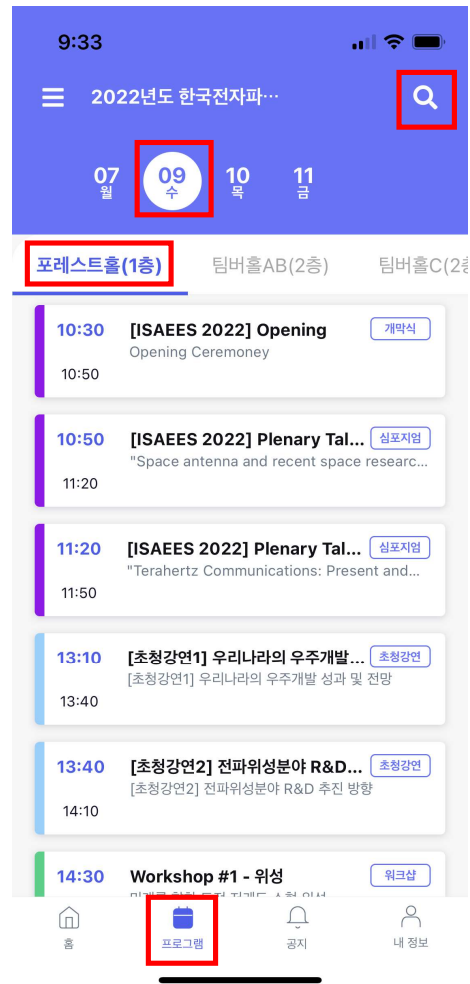 9:33
2022년도 한국전자파…
07 09 10 11
월 수 목 금
포레스트홀(1층) 팀버홀AB(2층) 팀버홀C(2층
10:30 [ISAEES 2022] Opening 개막식
Opening Ceremoney
10:50
10:50 [ISAEES 2022] Plenary Tal... 심포지엄
"Space antenna and recent space researc...
11:20
11:20 [ISAEES 2022] Plenary Tal... 심포지엄
"Terahertz Communications: Present and...
11:50
13:10 [초청강연1] 우리나라의 우주개발... 초청강연
[초청강연1] 우리나라의 우주개발 성과 및 전망
13:40
13:40 [초청강연2] 전파위성분야 R&D... 초청강연
[초청강연2] 전파위성분야 R&D 추진 방향
14:10
14:30 Workshop #1 - 위성 워크샵
홈 프로그램 공지 내 정보